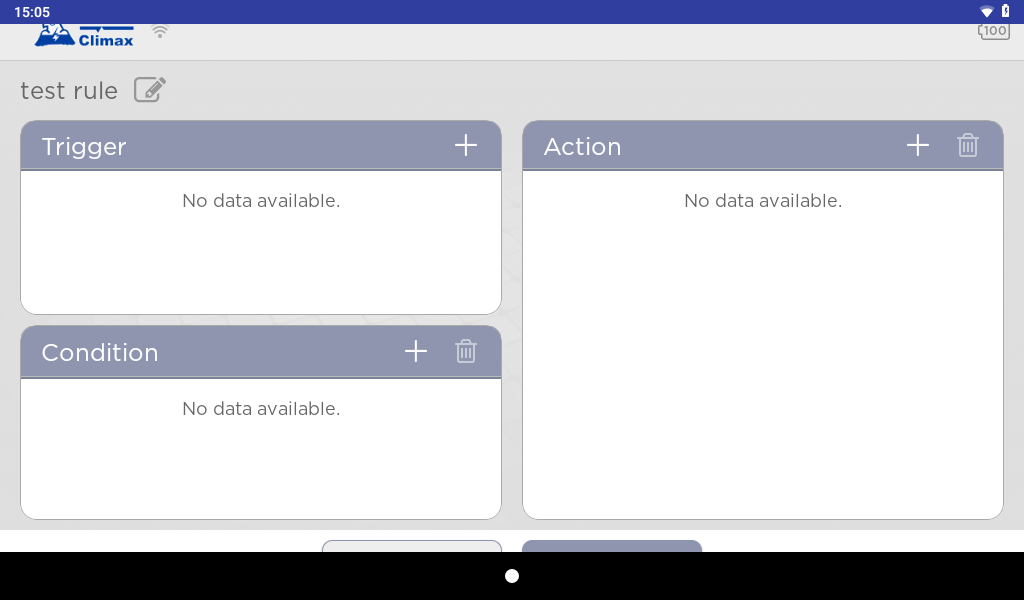 15:05
Climax
100
test rule
Trigger
No data available.
Action
No data available.
Condition
No data available.